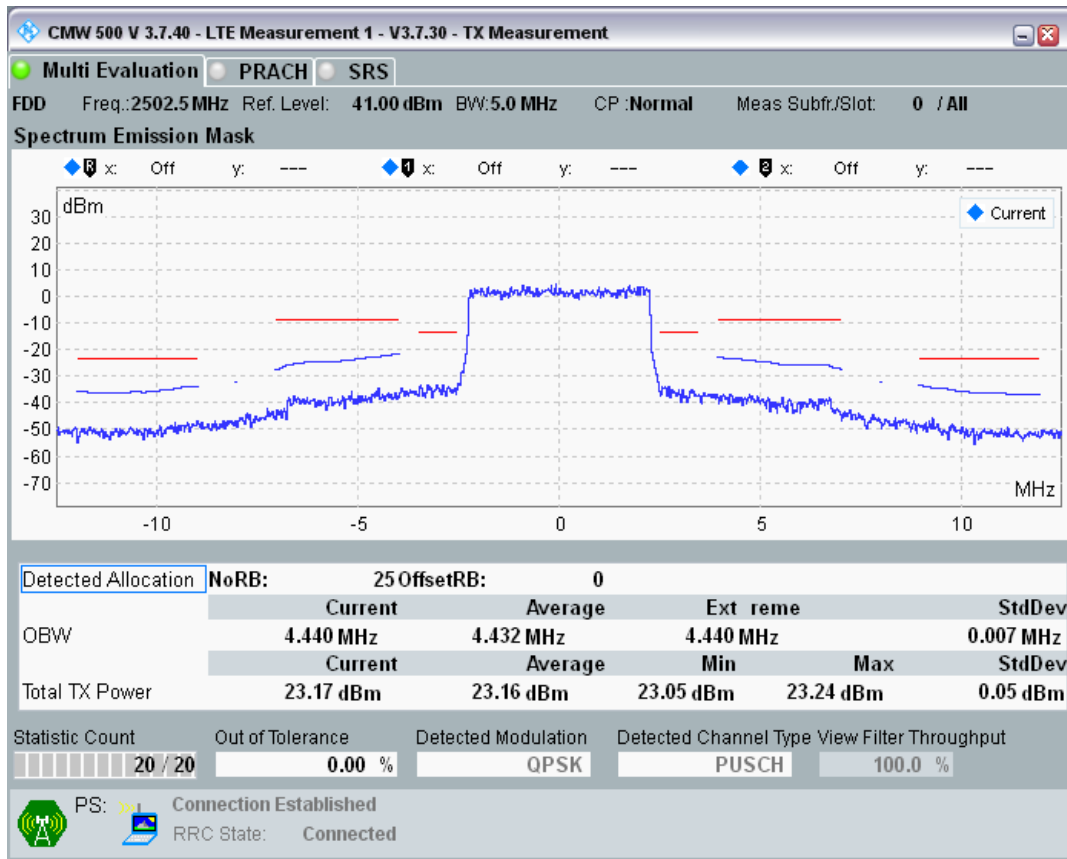 CMW 500 V 3.7.40 - LTE Measurement 1 - V3.7.30 - TX Measurement
Multi Evaluation PRACH SRS
FDD Freq.:2502.5 MHz Ref. Level: 41.00 dBm BW:5.0 MHz CP :Normal Meas Subfr./Slot: 0 / All
Spectrum Emission Mask
R x: Off y: --- 1 x: Off y: --- 2 x: Off y: ---
dBm
Current
30
20
10
0
-10
-20
-30
-40
-50
-60
-70
MHz
-10 -5 0 5 10
Detected Allocation NoRB: 25 OffsetRB: 0
Current Average Ext reme StdDev
OBW 4.440 MHz 4.432 MHz 4.440 MHz 0.007 MHz
Current Average Min Max StdDev
Total TX Power 23.17 dBm 23.16 dBm 23.05 dBm 23.24 dBm 0.05 dBm
Statistic Count Out of Tolerance Detected Modulation Detected Channel Type View Filter Throughput
20 / 20 0.00 % QPSK PUSCH 100.0 %
PS: Connection Established
RRC State: Connected